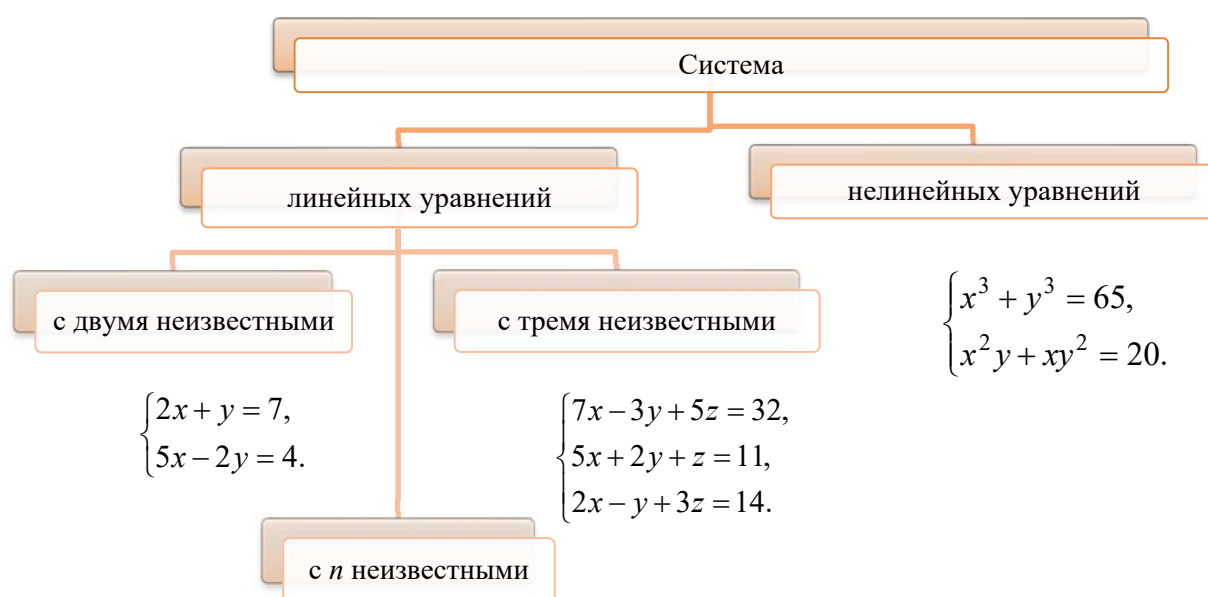 Система
линейных уравнений
нелинейных уравнений
с двумя неизвестными
с тремя неизвестными
x³ + y³ = 65,
x²y + xy² = 20.
2x + y = 7,
5x − 2y = 4.
7x − 3y + 5z = 32,
5x + 2y + z = 11,
2x − y + 3z = 14.
с n неизвестными